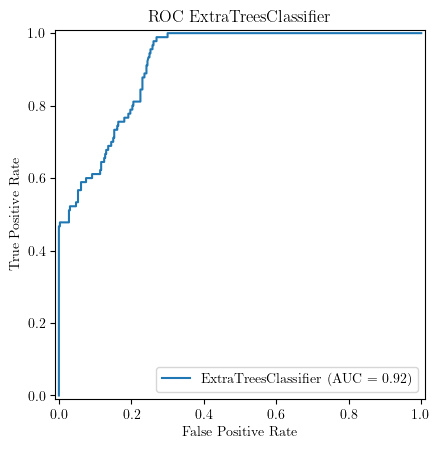 ROC ExtraTreesClassifier
1.0
0.8
0.6
0.4
0.2
0.0
True Positive Rate
ExtraTreesClassifier (AUC = 0.92)
0.0 0.2 0.4 0.6 0.8 1.0
False Positive Rate